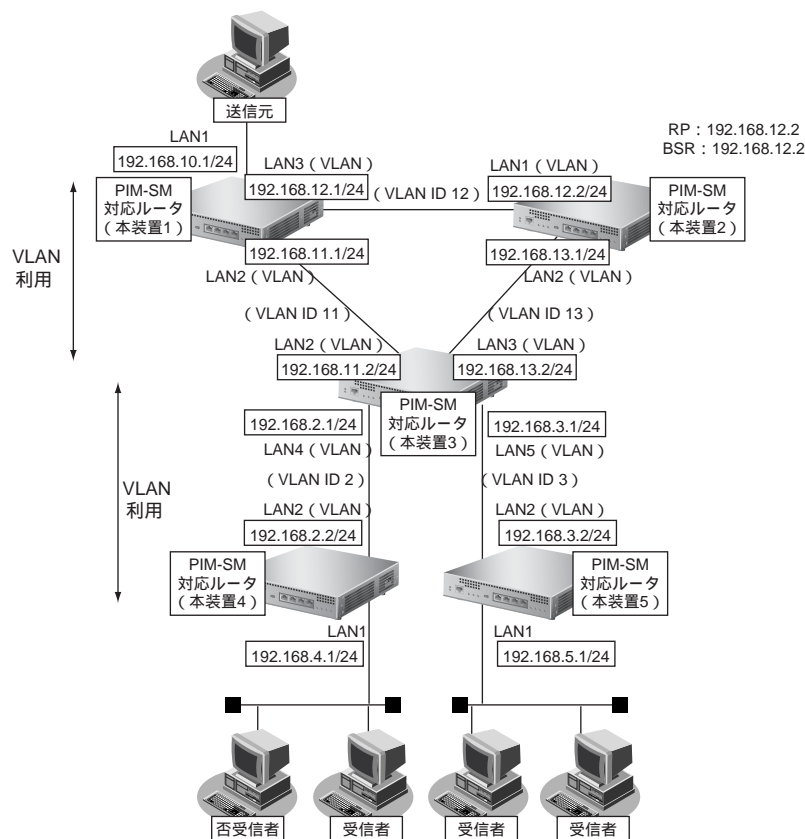 送信元
LAN1
192.168.10.1/24
RP：192.168.12.2
BSR：192.168.12.2
LAN3（VLAN）
192.168.12.1/24
（VLAN ID 12）
LAN1（VLAN）
192.168.12.2/24
PIM-SM
対応ルータ
（本装置1）
PIM-SM
対応ルータ
（本装置2）
VLAN
利用
192.168.11.1/24
LAN2（VLAN）
192.168.13.1/24
LAN2（VLAN）
（VLAN ID 11）
（VLAN ID 13）
LAN2（VLAN）
192.168.11.2/24
LAN3（VLAN）
192.168.13.2/24
PIM-SM
対応ルータ
（本装置3）
192.168.2.1/24
LAN4（VLAN）
192.168.3.1/24
LAN5（VLAN）
（VLAN ID 2）
（VLAN ID 3）
VLAN
利用
LAN2（VLAN）
192.168.2.2/24
LAN2（VLAN）
192.168.3.2/24
PIM-SM
対応ルータ
（本装置4）
PIM-SM
対応ルータ
（本装置5）
LAN1
192.168.4.1/24
LAN1
192.168.5.1/24
否受信者
受信者
受信者
受信者